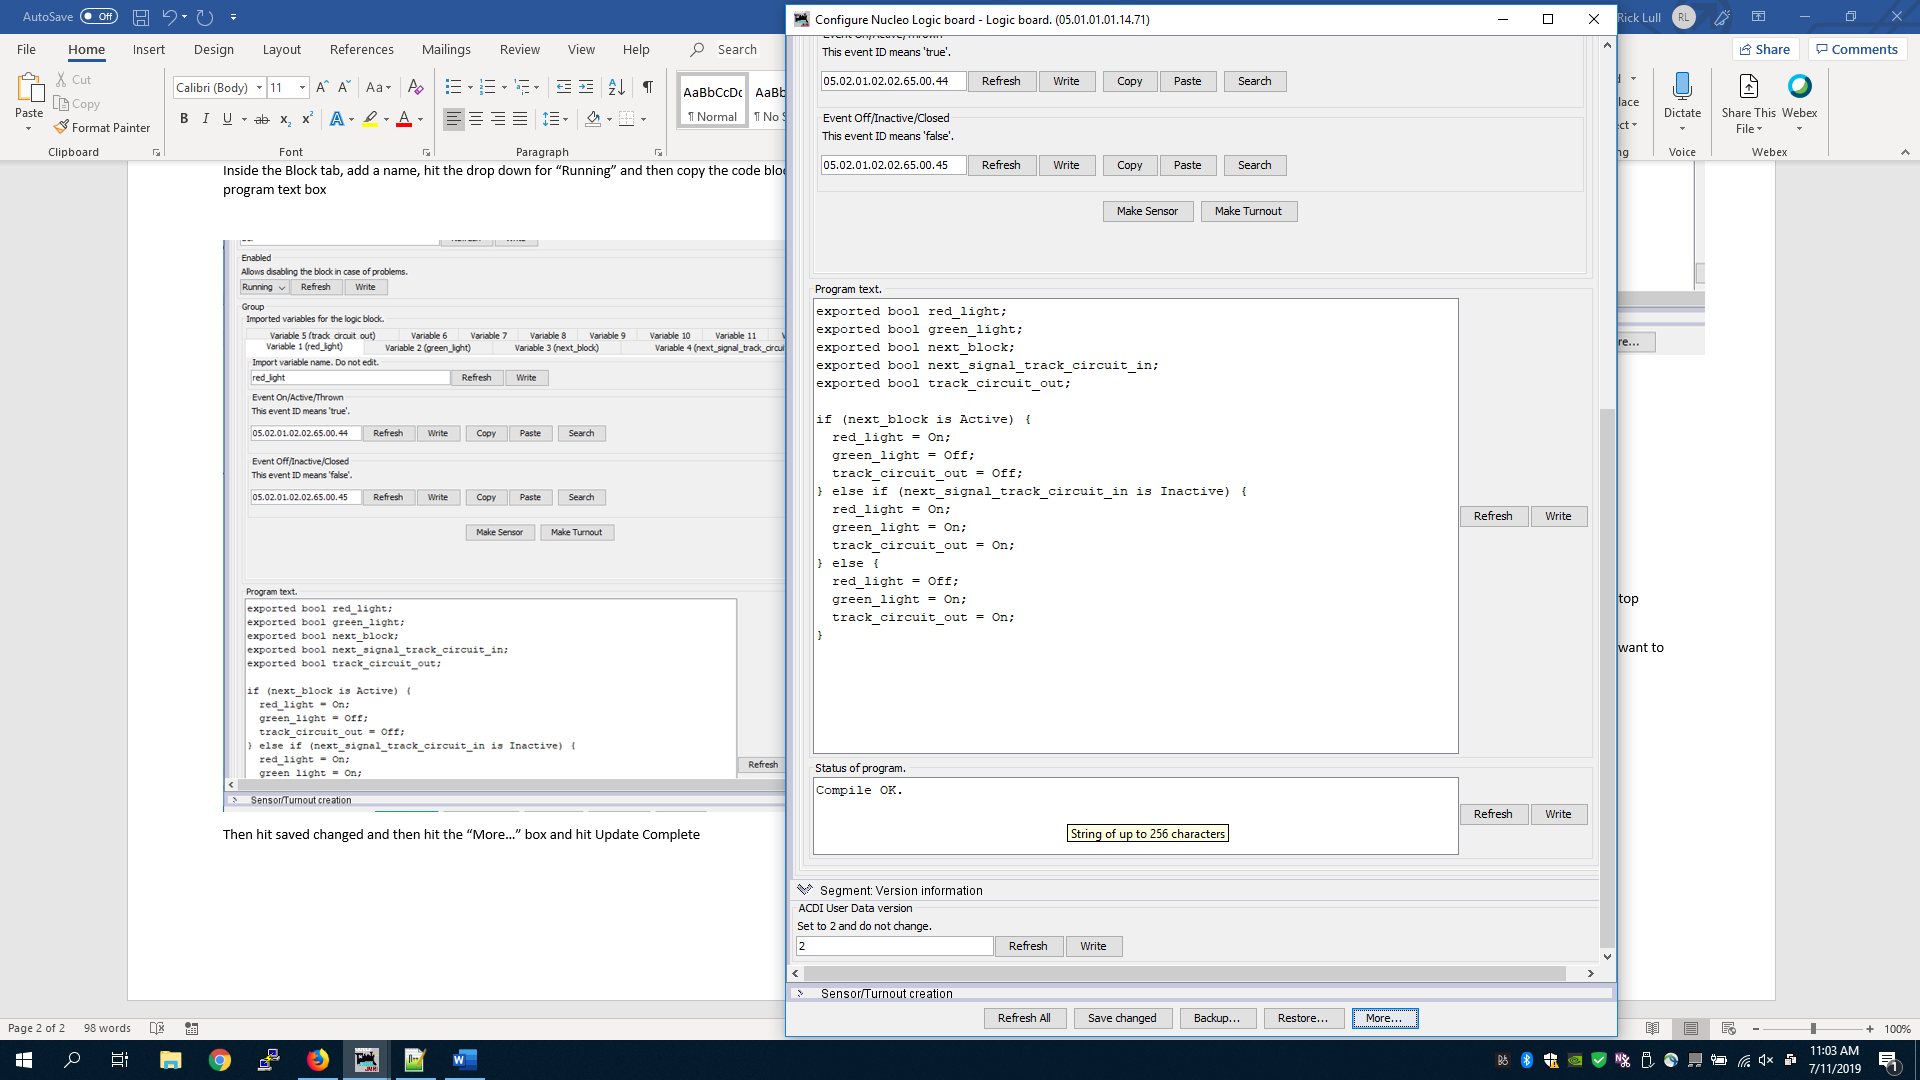 AutoSave Off
Rick Lull RL
File Home Insert Design Layout References Mailings Review View Help Search
Share Comments
Paste
Cut
Copy
Format Painter
Clipboard
Calibri (Body) 11
Font
Paragraph
AaBbCcDc AaBb
¶ Normal ¶ No S
Dictate
Voice
Share This File
Webex
Webex
Inside the Block tab, add a name, hit the drop down for “Running” and then copy the code bloc
program text box
Enabled
Allows disabling the block in case of problems.
Running Refresh Write
Group
Imported variables for the logic block.
Variable 5 (track_circuit_out) Variable 6 Variable 7 Variable 8 Variable 9 Variable 10 Variable 11
Variable 1 (red_light) Variable 2 (green_light) Variable 3 (next_block) Variable 4 (next_signal_track_circui
Import variable name. Do not edit.
red_light Refresh Write
Event On/Active/Thrown
This event ID means 'true'.
05.02.01.02.02.65.00.44 Refresh Write Copy Paste Search
Event Off/Inactive/Closed
This event ID means 'false'.
05.02.01.02.02.65.00.45 Refresh Write Copy Paste Search
Make Sensor Make Turnout
Program text.
exported bool red_light;
exported bool green_light;
exported bool next_block;
exported bool next_signal_track_circuit_in;
exported bool track_circuit_out;
if (next_block is Active) {
red_light = On;
green_light = Off;
track_circuit_out = Off;
} else if (next_signal_track_circuit_in is Inactive) {
red_light = On;
green_light = On;
Refresh
Sensor/Turnout creation
Then hit saved changed and then hit the “More…” box and hit Update Complete
top
want to
re...
Configure Nucleo Logic board - Logic board. (05.01.01.01.14.71)
Event On/Active/Thrown
This event ID means 'true'.
05.02.01.02.02.65.00.44 Refresh Write Copy Paste Search
Event Off/Inactive/Closed
This event ID means 'false'.
05.02.01.02.02.65.00.45 Refresh Write Copy Paste Search
Make Sensor Make Turnout
Program text.
exported bool red_light;
exported bool green_light;
exported bool next_block;
exported bool next_signal_track_circuit_in;
exported bool track_circuit_out;
if (next_block is Active) {
red_light = On;
green_light = Off;
track_circuit_out = Off;
} else if (next_signal_track_circuit_in is Inactive) {
red_light = On;
green_light = On;
track_circuit_out = On;
} else {
red_light = Off;
green_light = On;
track_circuit_out = On;
}
Refresh Write
Status of program.
Compile OK.
Refresh Write
String of up to 256 characters
Segment: Version information
ACDI User Data version
Set to 2 and do not change.
2 Refresh Write
Sensor/Turnout creation
Refresh All Save changed Backup... Restore... More...
Page 2 of 2 98 words
100%
11:03 AM
7/11/2019